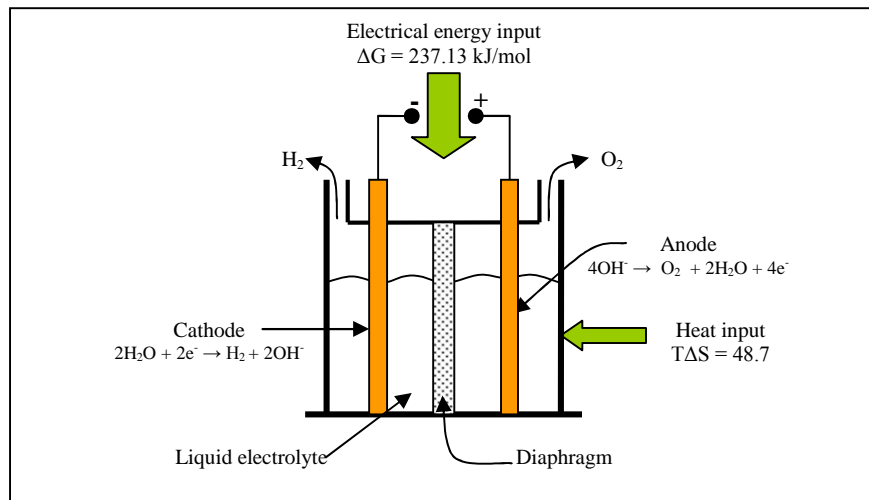 Electrical energy input
ΔG = 237.13 kJ/mol
- +
H₂
O₂
Anode
4OH⁻ → O₂ + 2H₂O + 4e⁻
Cathode
2H₂O + 2e⁻ → H₂ + 2OH⁻
Heat input
TΔS = 48.7
Liquid electrolyte
Diaphragm